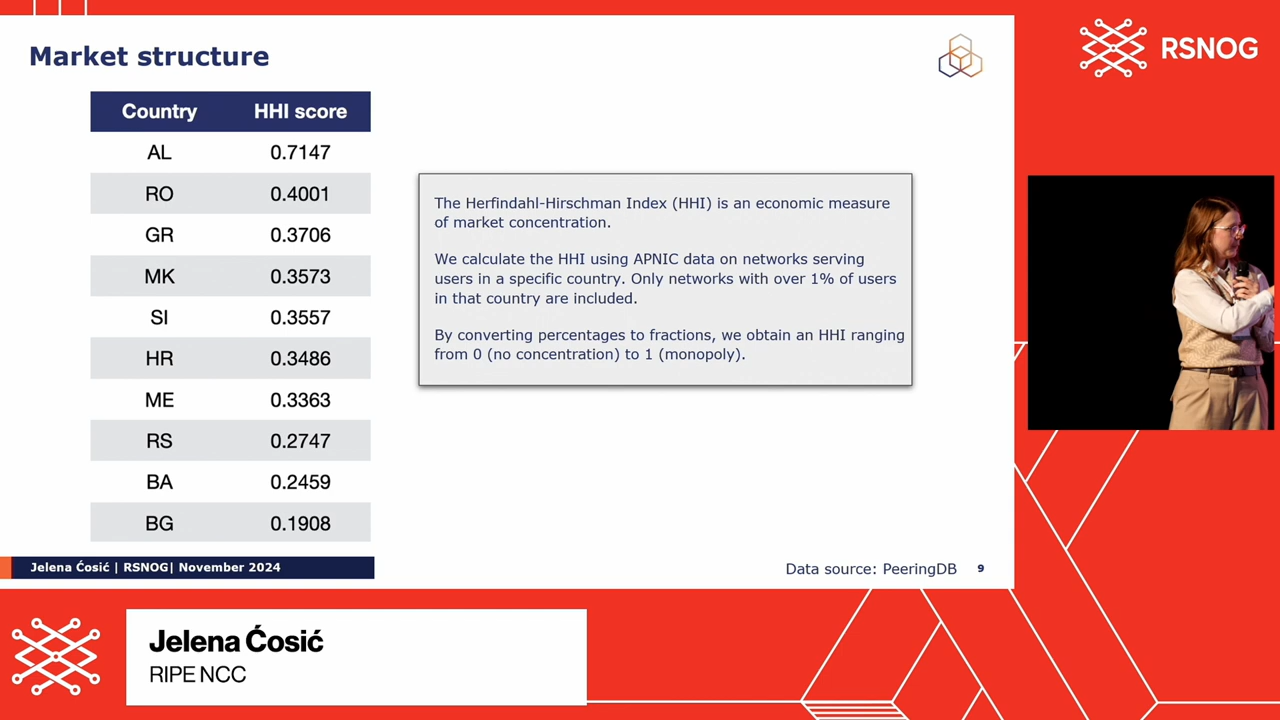 Market structure
RSNOG
Country HHI score
AL 0.7147
RO 0.4001
GR 0.3706
MK 0.3573
SI 0.3557
HR 0.3486
ME 0.3363
RS 0.2747
BA 0.2459
BG 0.1908
The Herfindahl-Hirschman Index (HHI) is an economic measure
of market concentration.
We calculate the HHI using APNIC data on networks serving
users in a specific country. Only networks with over 1% of users
in that country are included.
By converting percentages to fractions, we obtain an HHI ranging
from 0 (no concentration) to 1 (monopoly).
Jelena Ćosić | RSNOG| November 2024
Data source: PeeringDB 9
Jelena Ćosić
RIPE NCC